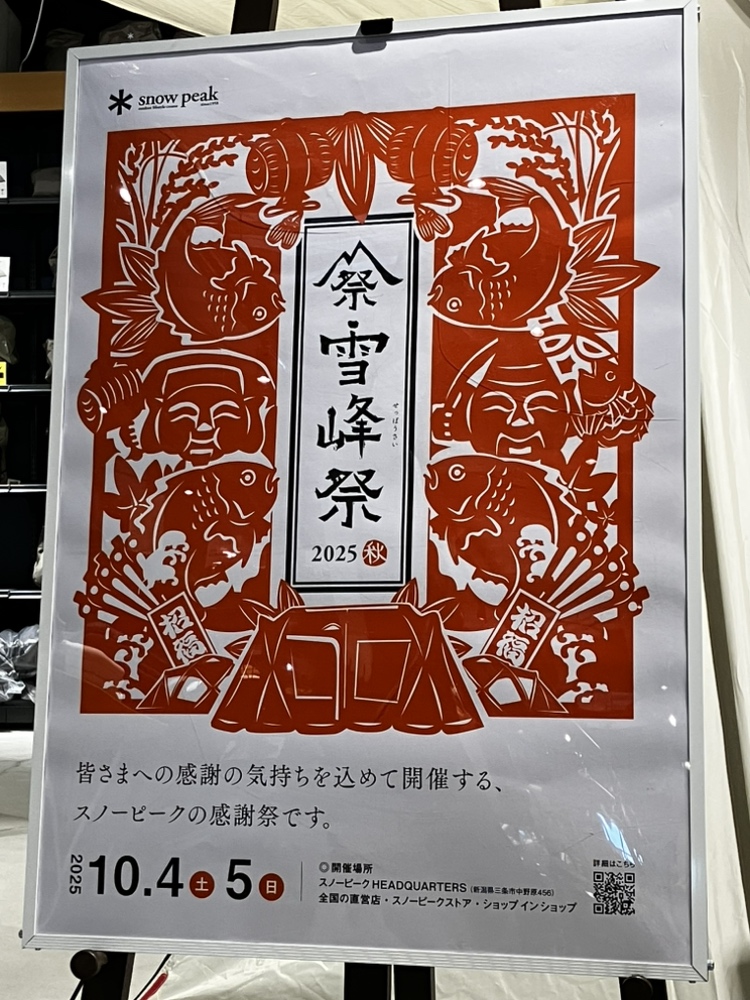 snow peak
祭
雪峰祭
せっぽうさい
2025 秋
招福
招福
皆さまへの感謝の気持ちを込めて開催する、
スノーピークの感謝祭です。
2025 10.4 土 5 日
◎開催場所
スノーピーク HEADQUARTERS（新潟県三条市中野原456）
全国の直営店・スノーピークストア・ショップ イン ショップ
詳細はこちら